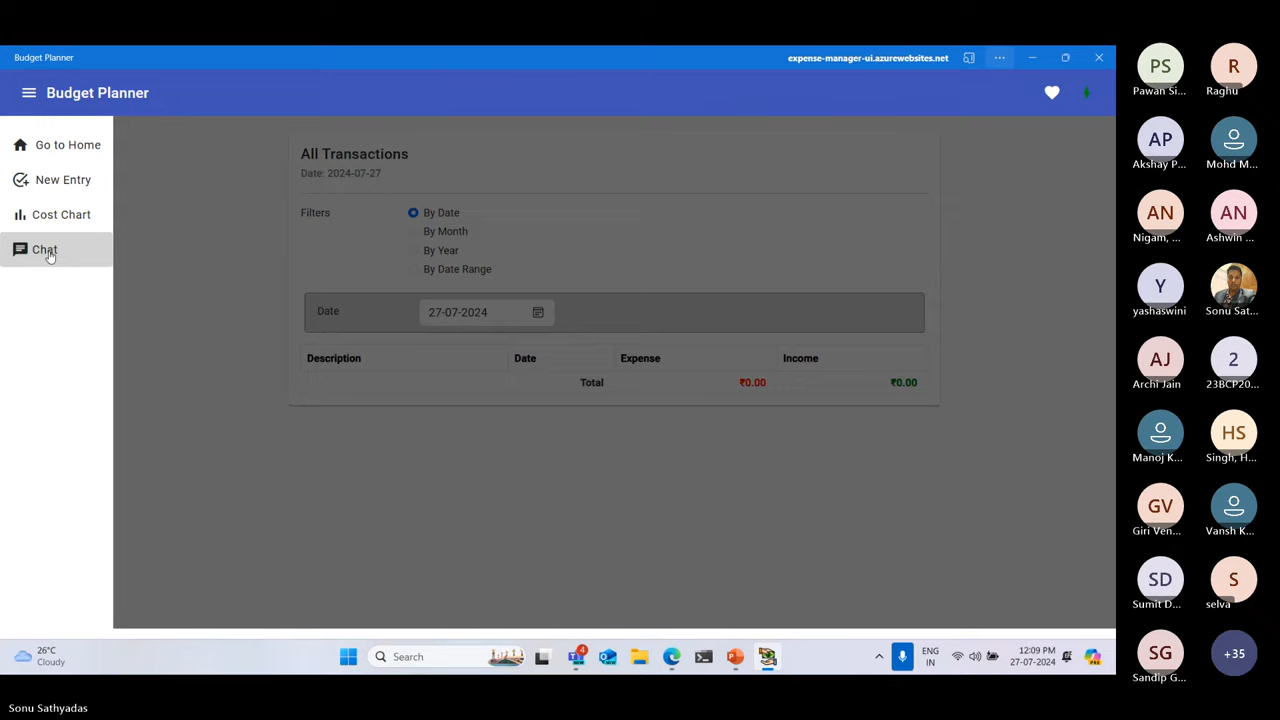 Budget Planner
expense-manager-ui.azurewebsites.net
Budget Planner
Go to Home
New Entry
Cost Chart
Chat
All Transactions
Date: 2024-07-27
Filters
By Date
By Month
By Year
By Date Range
Date
27-07-2024
Description Date Expense Income
Total ₹0.00 ₹0.00
26°C
Cloudy
Search
4
NEW
NEW
ENG
IN
12:09 PM
27-07-2024
PRE
PS
Pawan Si...
R
Raghu
AP
Akshay P...
Mohd M...
AN
Nigam, ...
AN
Ashwin ...
Y
yashaswini
Sonu Sat...
AJ
Archi Jain
2
23BCP20...
Manoj K...
HS
Singh, H...
GV
Giri Ven...
Vansh K...
SD
Sumit D...
S
selva
SG
Sandip G...
+35
Sonu Sathyadas